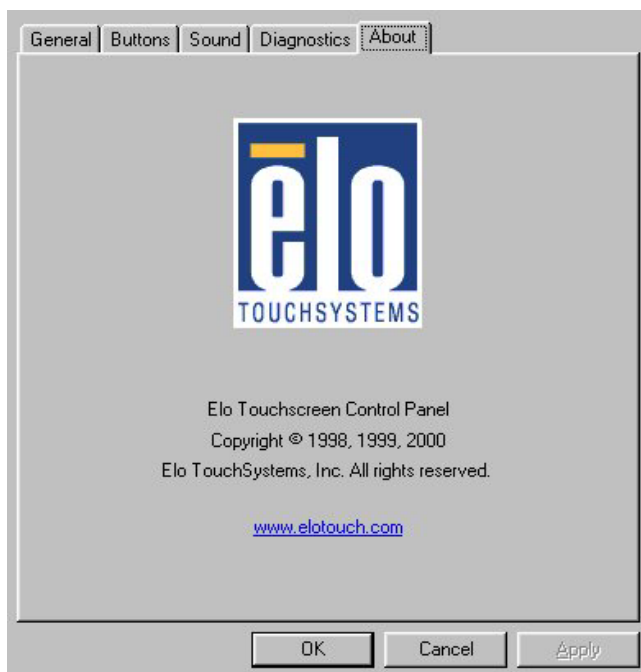 General Buttons Sound Diagnostics About
ēlo
TOUCHSYSTEMS
Elo Touchscreen Control Panel
Copyright © 1998, 1999, 2000
Elo TouchSystems, Inc. All rights reserved.
www.elotouch.com
OK Cancel Apply